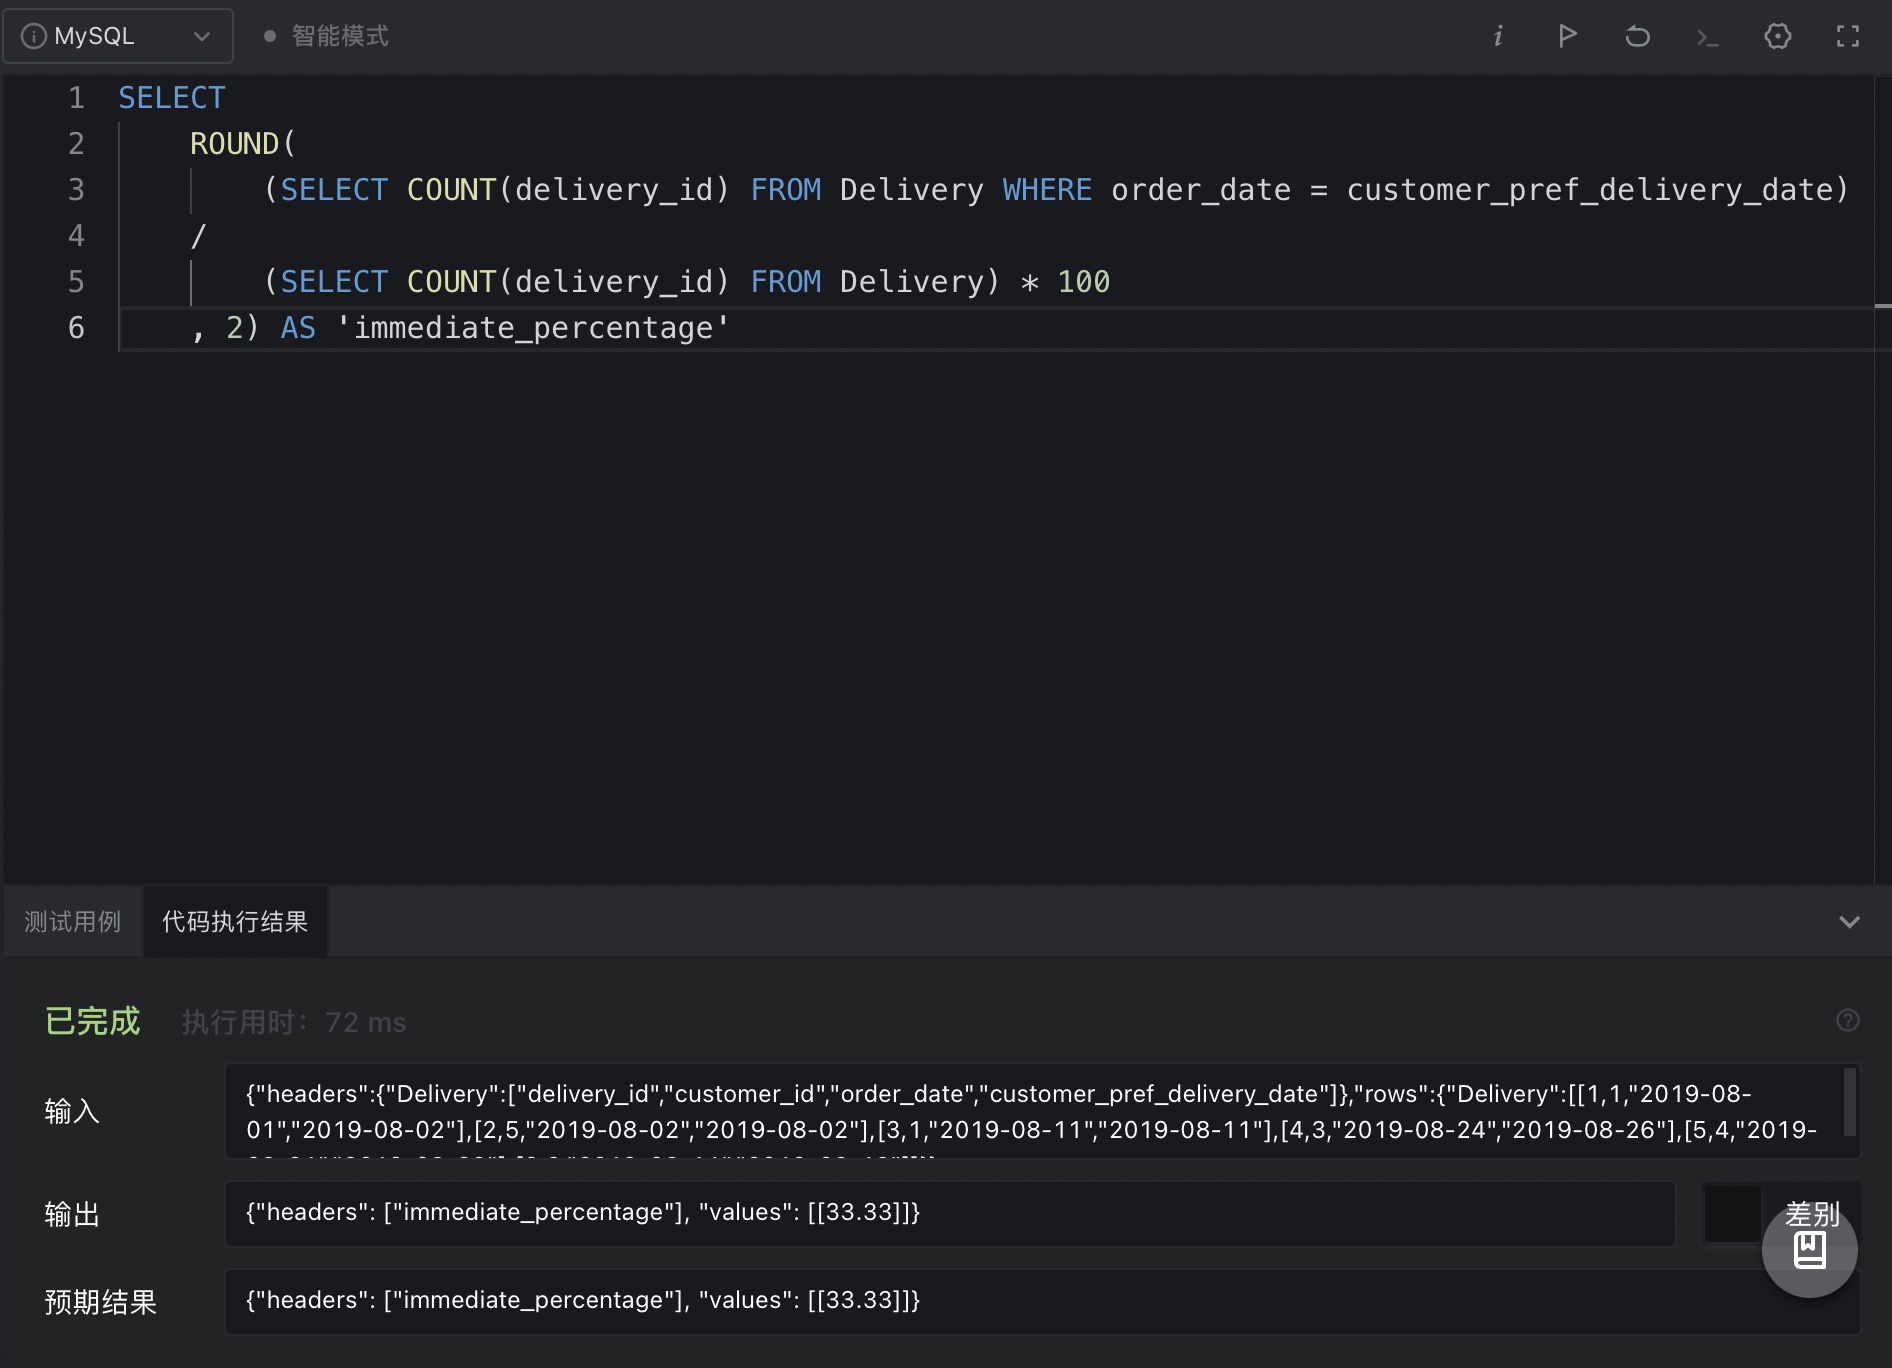 MySQL
智能模式
1 SELECT
2 ROUND(
3 (SELECT COUNT(delivery_id) FROM Delivery WHERE order_date = customer_pref_delivery_date)
4 /
5 (SELECT COUNT(delivery_id) FROM Delivery) * 100
6 , 2) AS 'immediate_percentage'
测试用例
代码执行结果
已完成 执行用时: 72 ms
输入
{"headers":{"Delivery":["delivery_id","customer_id","order_date","customer_pref_delivery_date"]},"rows":{"Delivery":[[1,1,"2019-08-
01","2019-08-02"],[2,5,"2019-08-02","2019-08-02"],[3,1,"2019-08-11","2019-08-11"],[4,3,"2019-08-24","2019-08-26"],[5,4,"2019-
输出
{"headers": ["immediate_percentage"], "values": [[33.33]]}
差别
预期结果
{"headers": ["immediate_percentage"], "values": [[33.33]]}